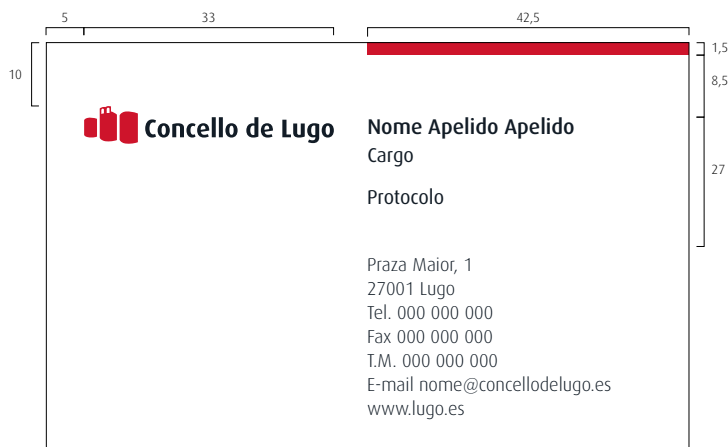 5
33
42,5
10
1,5
8,5
27
Concello de Lugo
Nome Apelido Apelido
Cargo
Protocolo
Praza Maior, 1
27001 Lugo
Tel. 000 000 000
Fax 000 000 000
T.M. 000 000 000
E-mail nome@concellodelugo.es
www.lugo.es